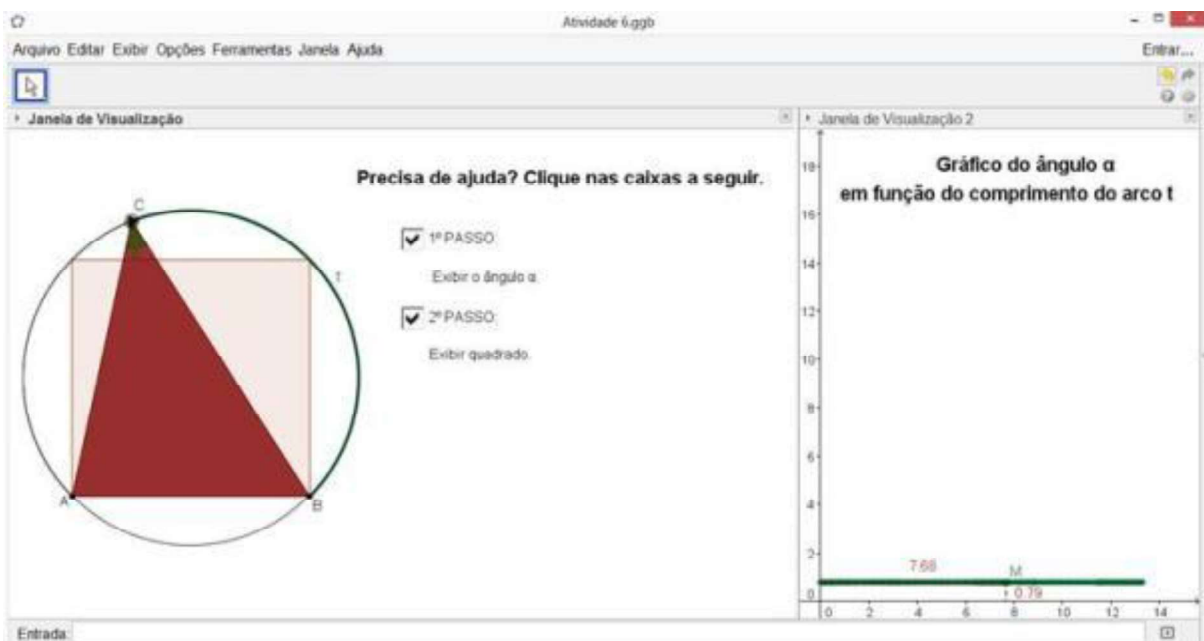 Atividade 6.ggb
Arquivo Editar Exibir Opções Ferramentas Janela Ajuda
Entrar...
Janela de Visualização
Janela de Visualização 2
Precisa de ajuda? Clique nas caixas a seguir.
1º PASSO:
Exibir o ângulo α.
2º PASSO:
Exibir quadrado.
C
t
A
B
Gráfico do ângulo α
em função do comprimento do arco t
18
16
14
12
10
8
6
4
2
0
7.68
M
0.79
0 2 4 6 8 10 12 14
Entrada: